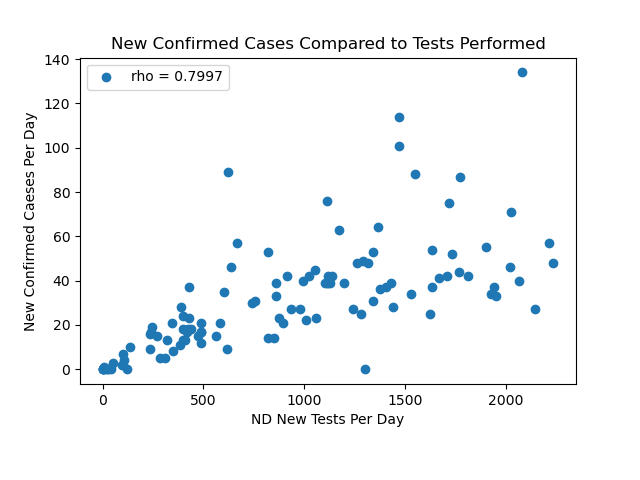 New Confirmed Cases Compared to Tests Performed
rho = 0.7997
New Confirmed Caeses Per Day
140
120
100
80
60
40
20
0
0 500 1000 1500 2000
ND New Tests Per Day